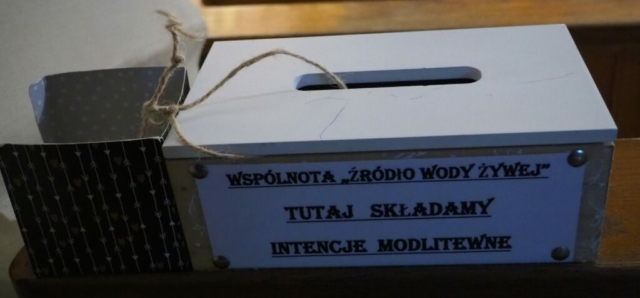 WSPÓLNOTA „ŹRÓDŁO WODY ŻYWEJ”
TUTAJ SKŁADAMY
INTENCJE MODLITEWNE